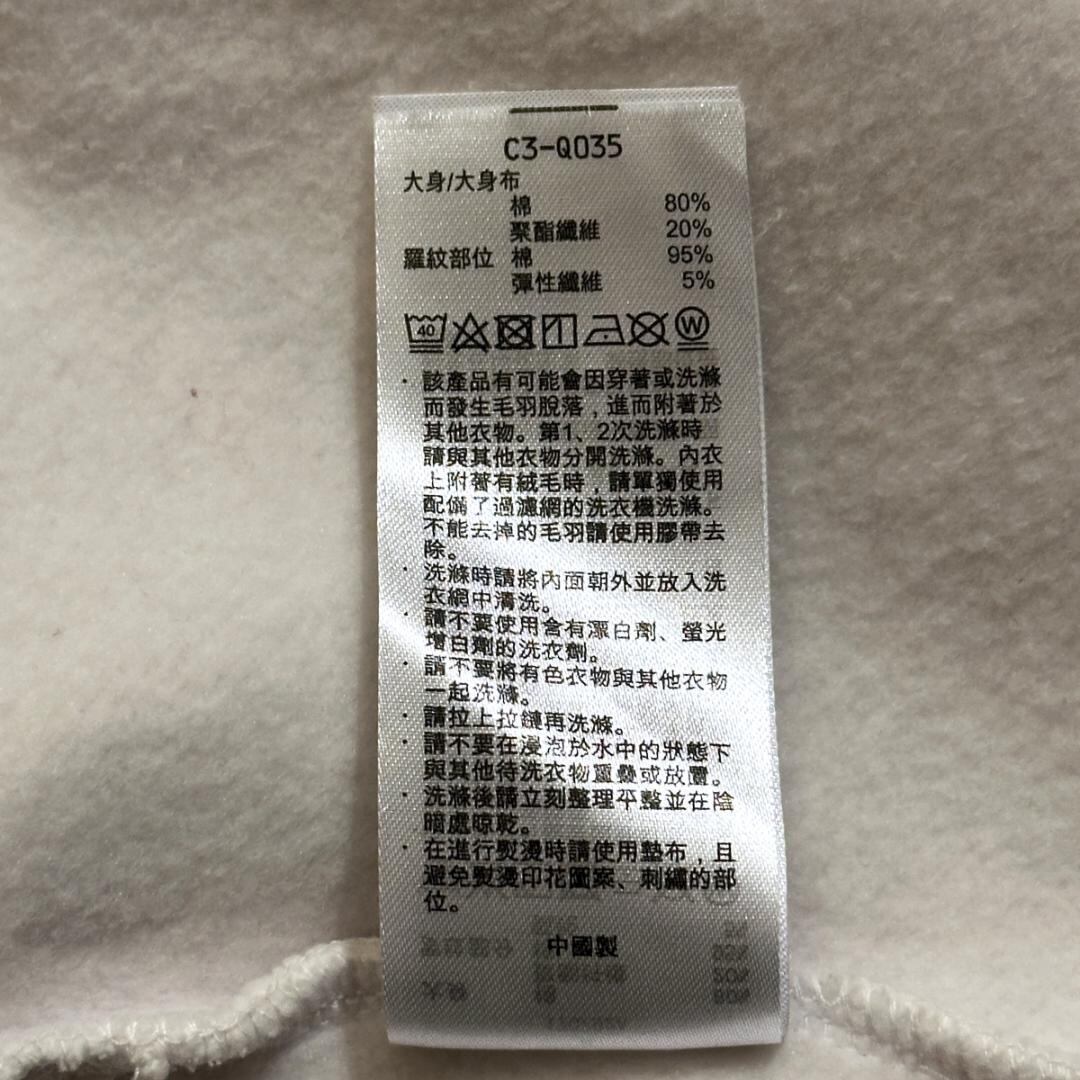 C3-Q035
大身/大身布
棉 80%
聚酯纖維 20%
羅紋部位 棉 95%
彈性纖維 5%
40
W
· 該產品有可能會因穿著或洗滌
而發生毛羽脫落，進而附著於
其他衣物。第1、2次洗滌時
請與其他衣物分開洗滌。內衣
上附著有絨毛時，請單獨使用
配備了過濾網的洗衣機洗滌。
不能去掉的毛羽請使用膠帶去
除。
· 洗滌時請將內面朝外並放入洗
衣網中清洗。
· 請不要使用含有漂白劑、螢光
增白劑的洗衣劑。
· 請不要將有色衣物與其他衣物
一起洗滌。
· 請拉上拉鏈再洗滌。
· 請不要在浸泡於水中的狀態下
與其他待洗衣物重疊或放置。
· 洗滌後請立刻整理平整並在陰
暗處晾乾。
· 在進行熨燙時請使用墊布，且
避免熨燙印花圖案、刺繡的部
位。
中國製